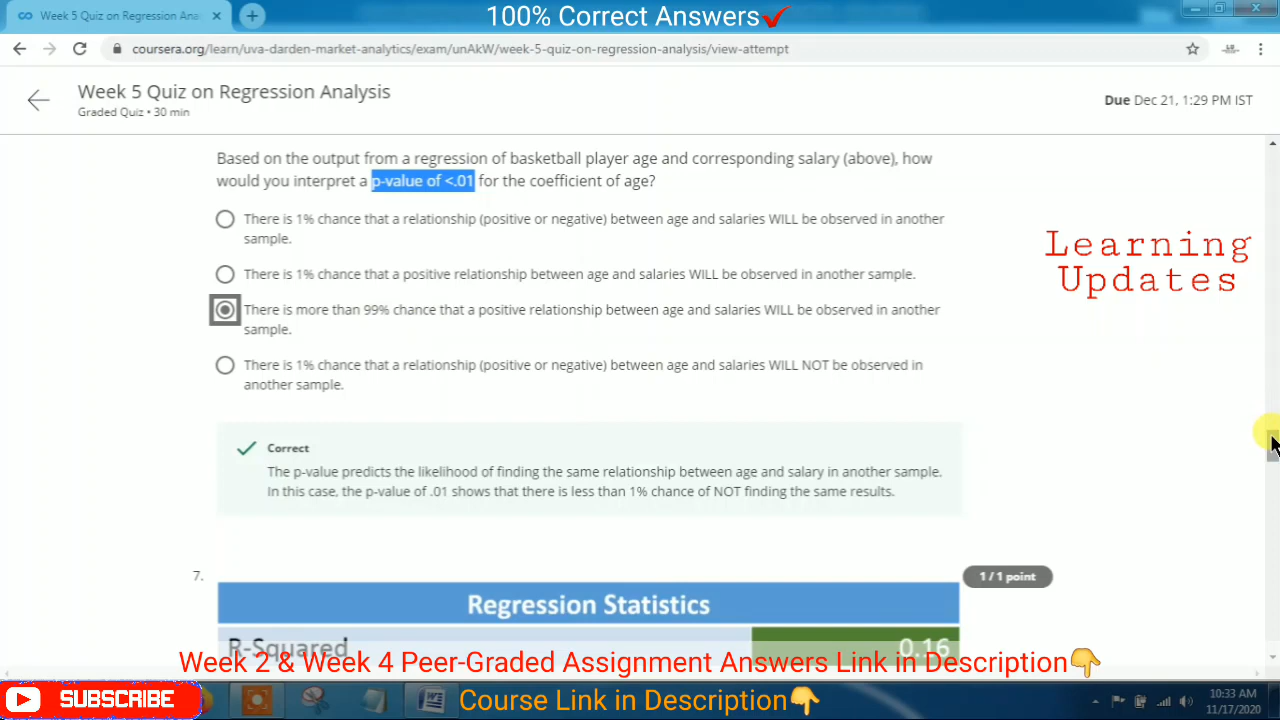 Week 5 Quiz on Regression Ana
100% Correct Answers
coursera.org/learn/uva-darden-market-analytics/exam/unAkW/week-5-quiz-on-regression-analysis/view-attempt
Week 5 Quiz on Regression Analysis
Graded Quiz • 30 min
Due Dec 21, 1:29 PM IST
Based on the output from a regression of basketball player age and corresponding salary (above), how
would you interpret a p-value of <.01 for the coefficient of age?
There is 1% chance that a relationship (positive or negative) between age and salaries WILL be observed in another
sample.
There is 1% chance that a positive relationship between age and salaries WILL be observed in another sample.
There is more than 99% chance that a positive relationship between age and salaries WILL be observed in another
sample.
There is 1% chance that a relationship (positive or negative) between age and salaries WILL NOT be observed in
another sample.
Learning
Updates
Correct
The p-value predicts the likelihood of finding the same relationship between age and salary in another sample.
In this case, the p-value of .01 shows that there is less than 1% chance of NOT finding the same results.
7.
1 / 1 point
Regression Statistics
R-Squared
0.16
Week 2 & Week 4 Peer-Graded Assignment Answers Link in Description
SUBSCRIBE
Course Link in Description
10:33 AM
11/17/2020